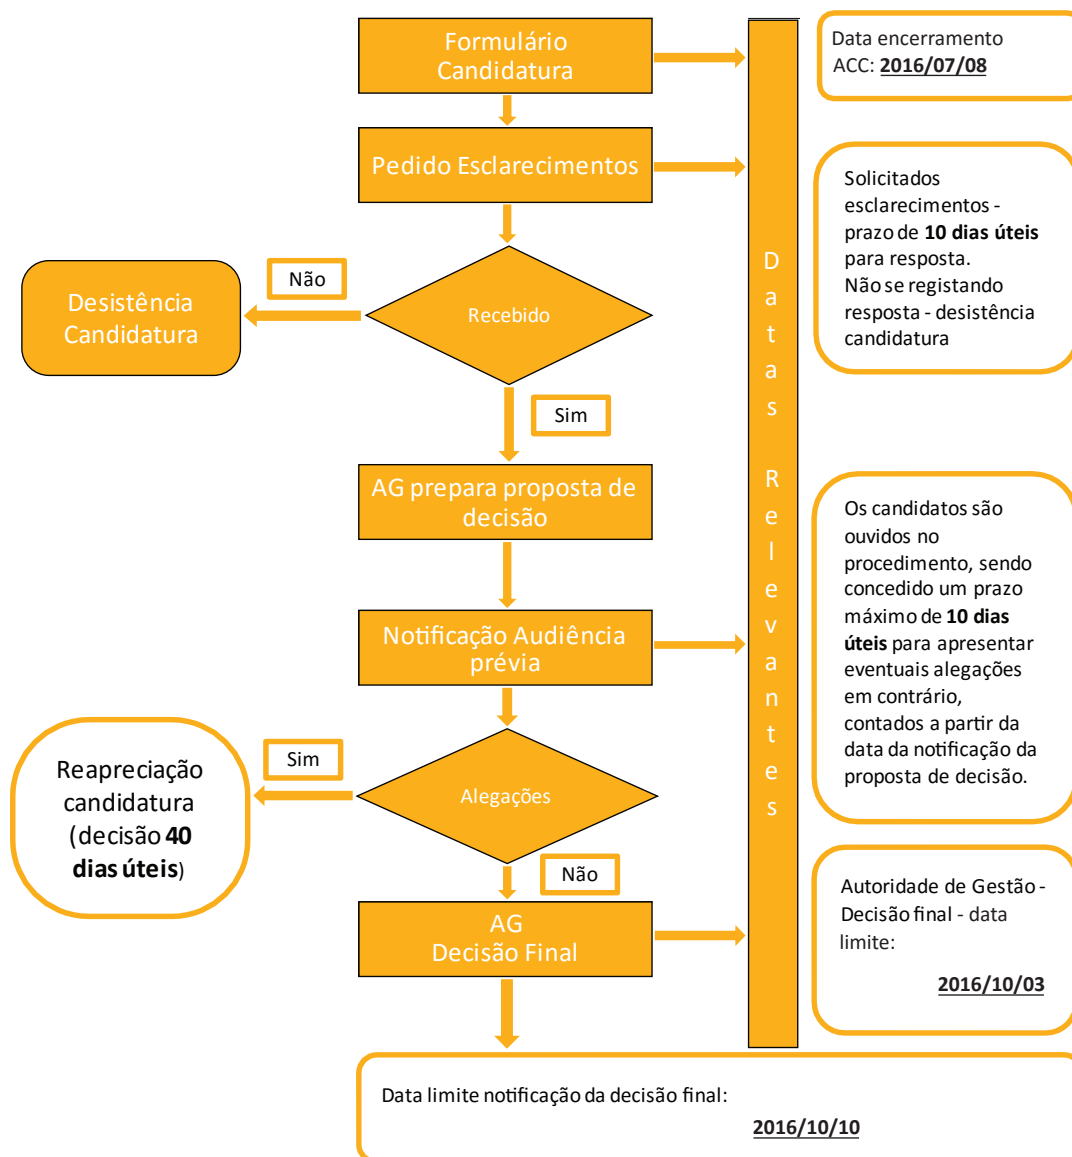 Formulário
Candidatura
Data encerramento
ACC: 2016/07/08
Pedido Esclarecimentos
Solicitados
esclarecimentos -
prazo de 10 dias úteis
para resposta.
Não se registando
resposta - desistência
candidatura
Não
Desistência
Candidatura
Recebido
Sim
Datas Relevantes
AG prepara proposta de
decisão
Os candidatos são
ouvidos no
procedimento, sendo
concedido um prazo
máximo de 10 dias
úteis para apresentar
eventuais alegações
em contrário,
contados a partir da
data da notificação da
proposta de decisão.
Notificação Audiência
prévia
Sim
Reapreciação
candidatura
(decisão 40
dias úteis)
Alegações
Não
AG
Decisão Final
Autoridade de Gestão -
Decisão final - data
limite:
2016/10/03
Data limite notificação da decisão final:
2016/10/10